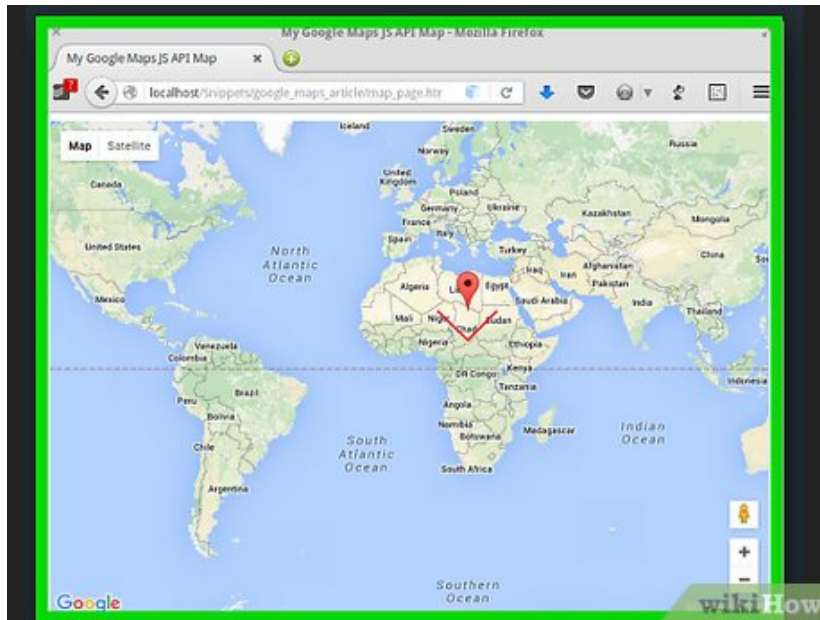 My Google Maps JS API Map - Mozilla Firefox
My Google Maps JS API Map
7
localhost/snippets/google_maps_article/map_page.htr
Map Satellite
Iceland
Sweden
Norway
Russia
Canada
United
Kingdom
Poland
Germany
Ukraine
Kazakhstan
Mongolia
France
Italy
Spain
United States
North
Atlantic
Ocean
Turkey
China
Iraq
Iran
Afghanistan
Pakistan
Algeria
Egypt
Saudi Arabia
India
Mexico
Thailand
Mali
Niger
Chad
Sudan
Nigeria
Ethiopia
Venezuela
Colombia
DR Congo
Kenya
Indonesia
Tanzania
Brazil
Peru
Angola
Bolivia
Namibia
Botswana
Madagascar
Indian
Ocean
Chile
South
Atlantic
Ocean
South Africa
Argentina
Southern
Ocean
Google
wikiHow